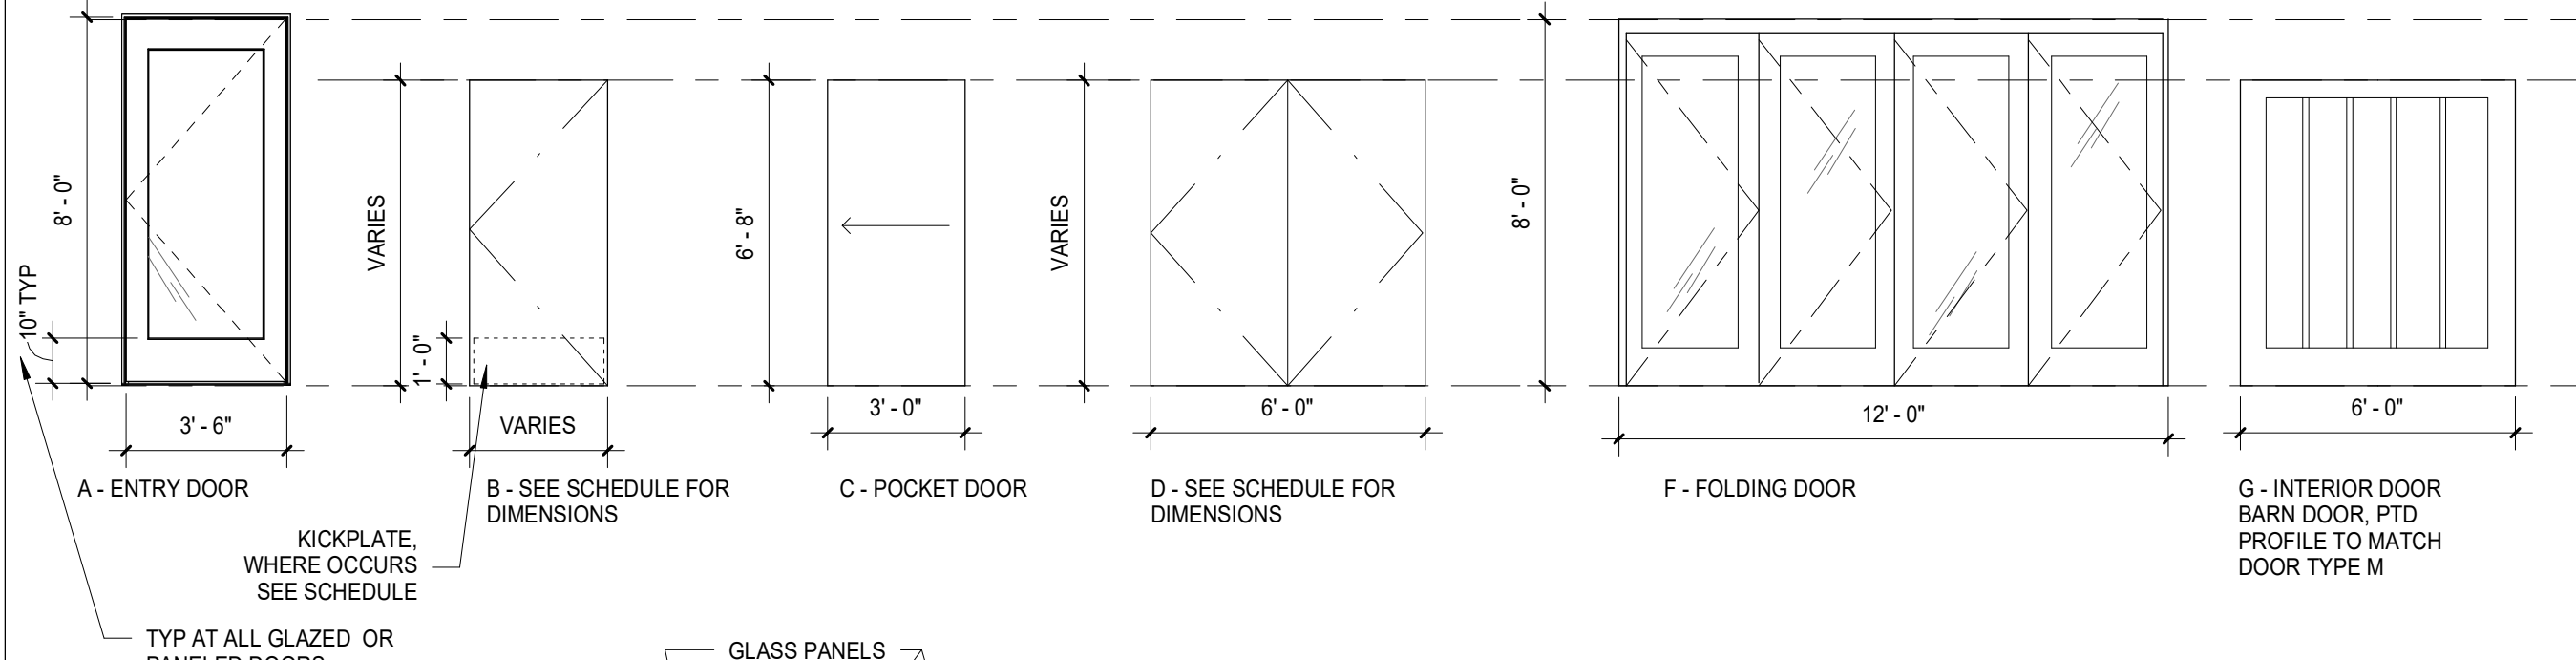 8' - 0"
10" TYP
3' - 6"
A - ENTRY DOOR
VARIES
1' - 0"
VARIES
B - SEE SCHEDULE FOR
DIMENSIONS
KICKPLATE,
WHERE OCCURS
SEE SCHEDULE
TYP AT ALL GLAZED OR
PANELED DOORS
6' - 8"
3' - 0"
C - POCKET DOOR
VARIES
6' - 0"
D - SEE SCHEDULE FOR
DIMENSIONS
GLASS PANELS
8' - 0"
12' - 0"
F - FOLDING DOOR
6' - 0"
G - INTERIOR DOOR
BARN DOOR, PTD
PROFILE TO MATCH
DOOR TYPE M